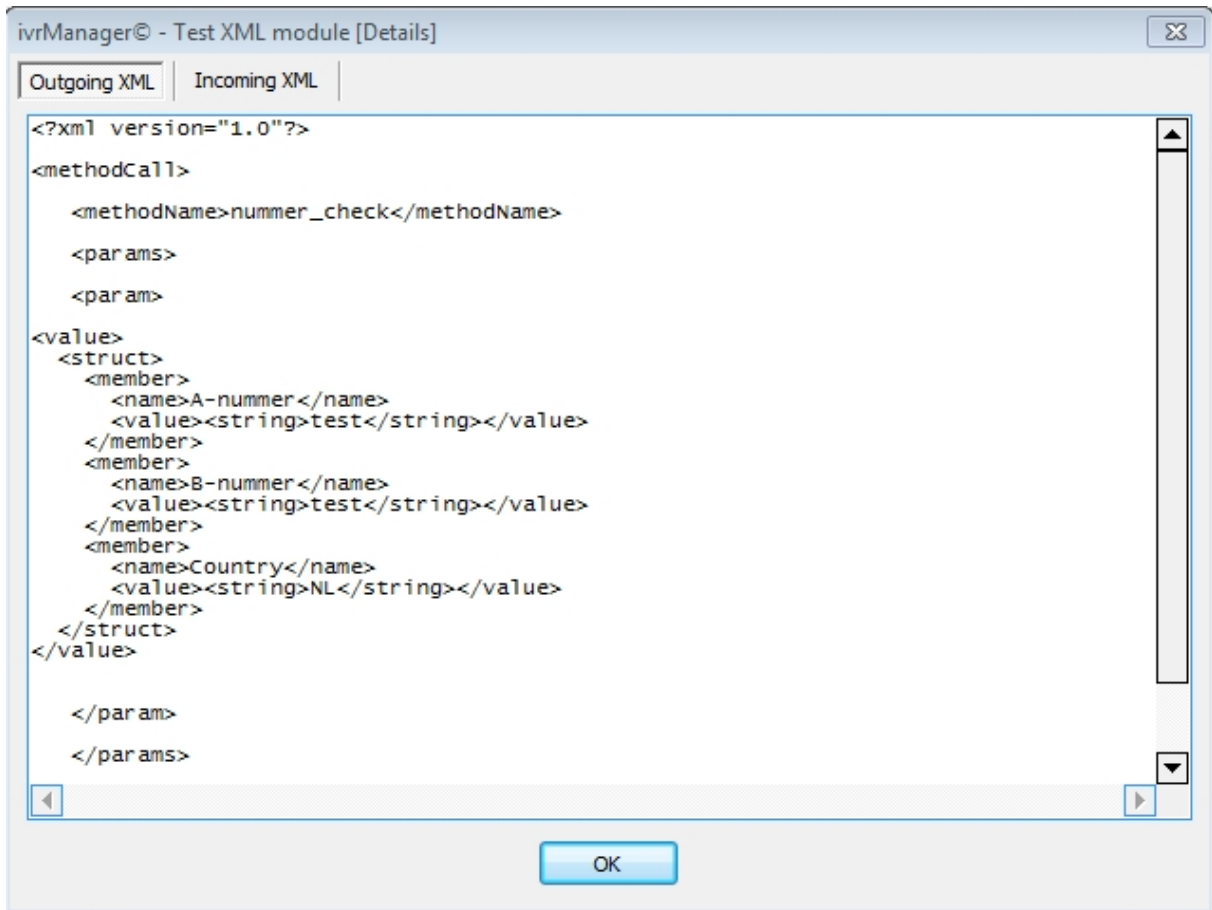 ivrManager© - Test XML module [Details]
Outgoing XML
Incoming XML
<?xml version="1.0"?>
<methodCall>
<methodName>nummer_check</methodName>
<params>
<param>
<value>
<struct>
<member>
<name>A-nummer</name>
<value><string>test</string></value>
</member>
<member>
<name>B-nummer</name>
<value><string>test</string></value>
</member>
<member>
<name>Country</name>
<value><string>NL</string></value>
</member>
</struct>
</value>
</param>
</params>
OK